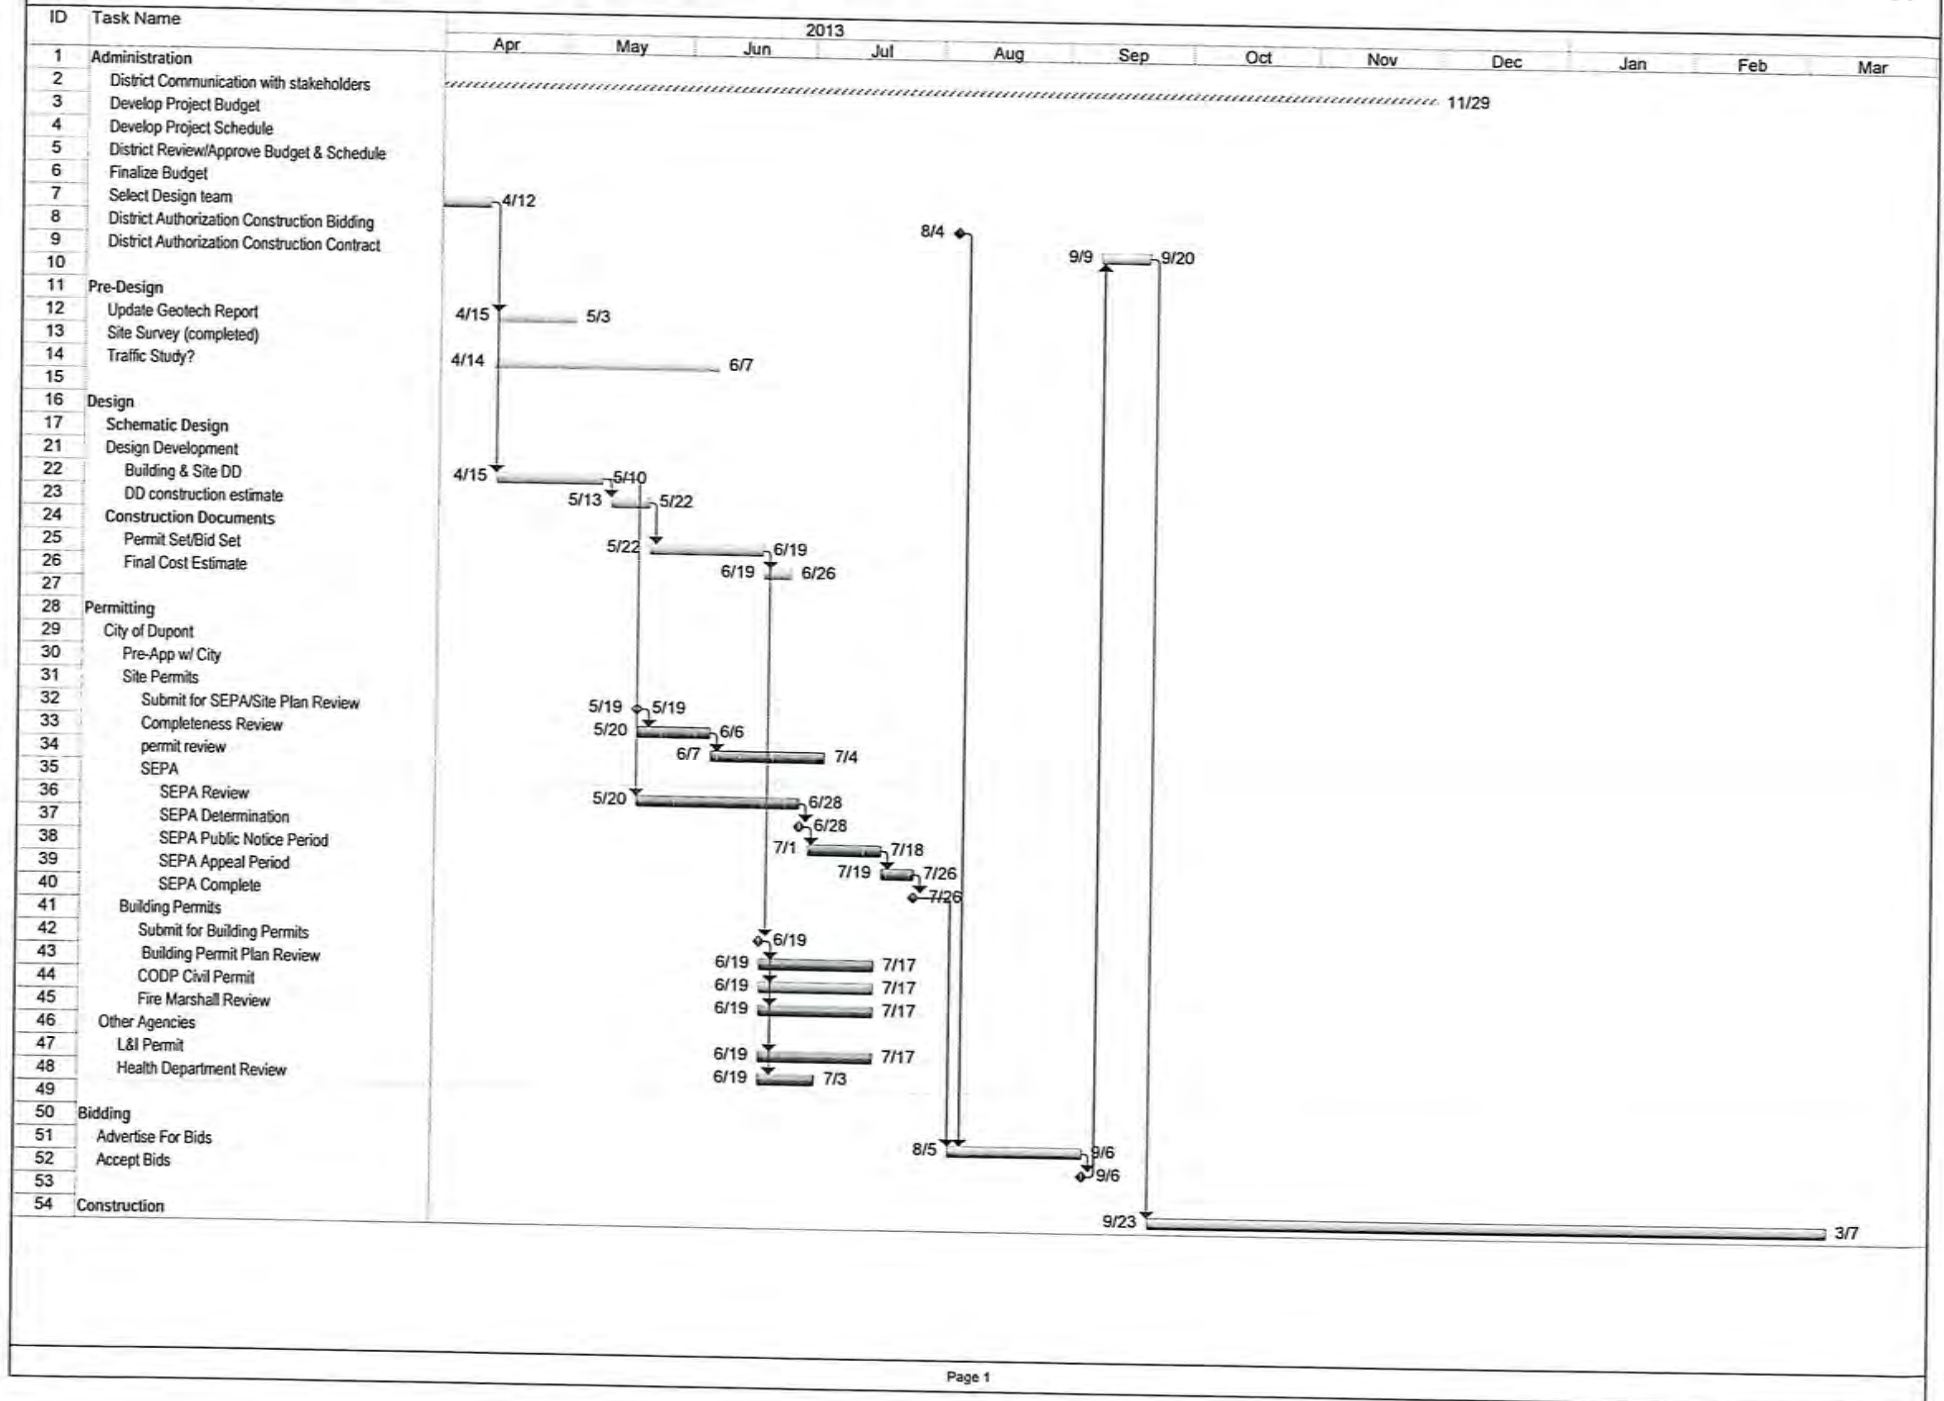 ID Task Name
2013
Apr May Jun Jul Aug Sep Oct Nov Dec Jan Feb Mar
1 Administration
2 District Communication with stakeholders 11/29
3 Develop Project Budget
4 Develop Project Schedule
5 District Review/Approve Budget & Schedule
6 Finalize Budget
7 Select Design team 4/12
8 District Authorization Construction Bidding 8/4
9 District Authorization Construction Contract 9/9 9/20
10
11 Pre-Design
12 Update Geotech Report 4/15 5/3
13 Site Survey (completed)
14 Traffic Study? 4/14 6/7
15
16 Design
17 Schematic Design
21 Design Development
22 Building & Site DD 4/15 5/10
23 DD construction estimate 5/13 5/22
24 Construction Documents
25 Permit Set/Bid Set 5/22 6/19
26 Final Cost Estimate 6/19 6/26
27
28 Permitting
29 City of Dupont
30 Pre-App w/ City
31 Site Permits
32 Submit for SEPA/Site Plan Review 5/19 5/19
33 Completeness Review 5/20 6/6
34 permit review 6/7 7/4
35 SEPA
36 SEPA Review 5/20 6/28
37 SEPA Determination 6/28
38 SEPA Public Notice Period 7/1 7/18
39 SEPA Appeal Period 7/19 7/26
40 SEPA Complete 7/26
41 Building Permits
42 Submit for Building Permits 6/19
43 Building Permit Plan Review 6/19 7/17
44 CODP Civil Permit 6/19 7/17
45 Fire Marshall Review 6/19 7/17
46 Other Agencies
47 L&I Permit 6/19 7/17
48 Health Department Review 6/19 7/3
49
50 Bidding
51 Advertise For Bids 8/5 9/6
52 Accept Bids 9/6
53
54 Construction 9/23 3/7
Page 1